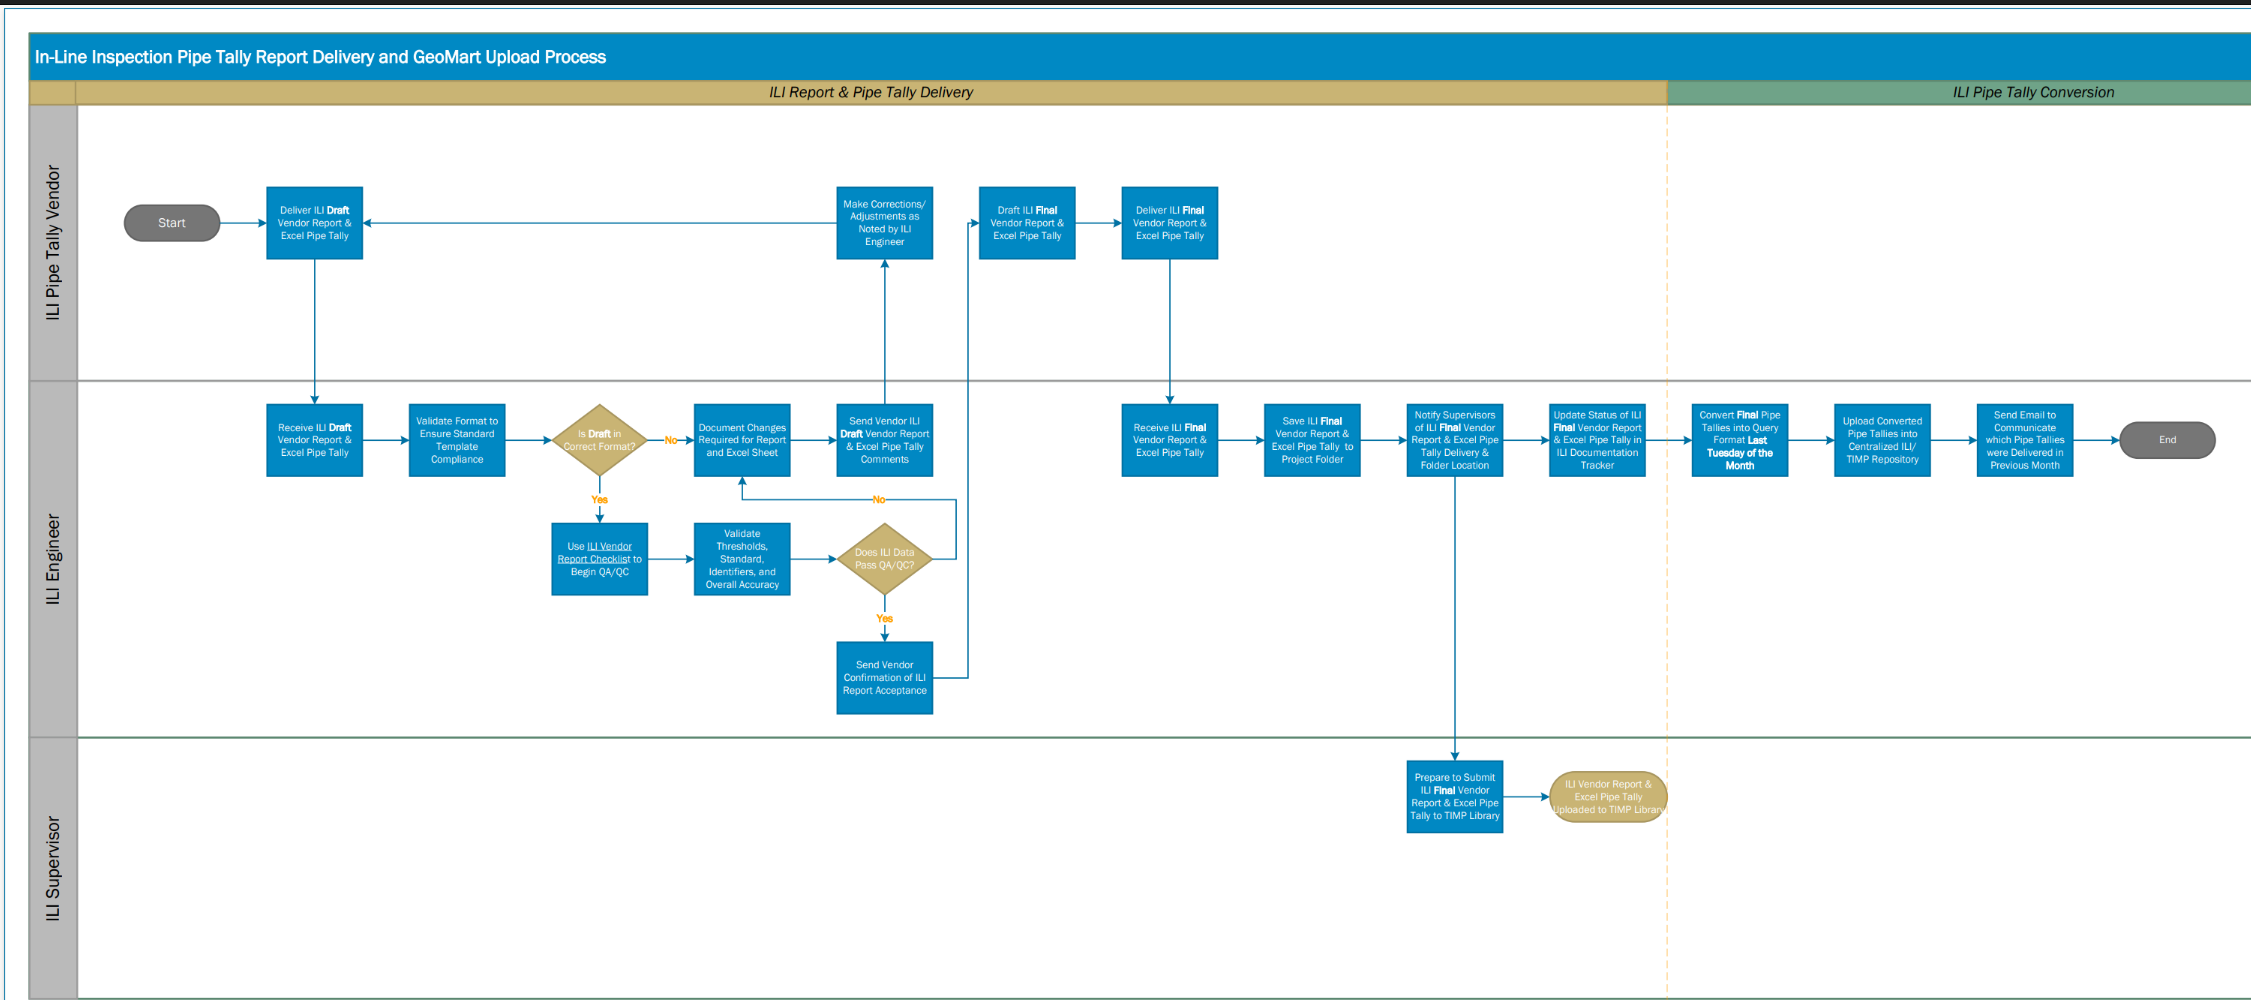 In-Line Inspection Pipe Tally Report Delivery and GeoMart Upload Process
ILI Report & Pipe Tally Delivery
ILI Pipe Tally Conversion
ILI Pipe Tally Vendor
Start
Deliver ILI Draft
Vendor Report &
Excel Pipe Tally
Make Corrections/
Adjustments as
Noted by ILI
Engineer
Draft ILI Final
Vendor Report &
Excel Pipe Tally
Deliver ILI Final
Vendor Report &
Excel Pipe Tally
ILI Engineer
Receive ILI Draft
Vendor Report &
Excel Pipe Tally
Validate Format to
Ensure Standard
Template
Compliance
Is Draft in
Correct Format?
No
Document Changes
Required for Report
and Excel Sheet
Send Vendor ILI
Draft Vendor Report
& Excel Pipe Tally
Comments
Receive ILI Final
Vendor Report &
Excel Pipe Tally
Save ILI Final
Vendor Report &
Excel Pipe Tally to
Project Folder
Notify Supervisors
of ILI Final Vendor
Report & Excel Pipe
Tally Delivery &
Folder Location
Update Status of ILI
Final Vendor Report
& Excel Pipe Tally in
ILI Documentation
Tracker
Convert Final Pipe
Tallies into Query
Format Last
Tuesday of the
Month
Upload Converted
Pipe Tallies into
Centralized ILI/
TIMP Repository
Send Email to
Communicate
which Pipe Tallies
were Delivered in
Previous Month
End
Yes
No
Use ILI Vendor
Report Checklist to
Begin QA/QC
Validate
Thresholds,
Standard,
Identifiers, and
Overall Accuracy
Does ILI Data
Pass QA/QC?
Yes
Send Vendor
Confirmation of ILI
Report Acceptance
ILI Supervisor
Prepare to Submit
ILI Final Vendor
Report & Excel Pipe
Tally to TIMP Library
ILI Vendor Report &
Excel Pipe Tally
Uploaded to TIMP Library